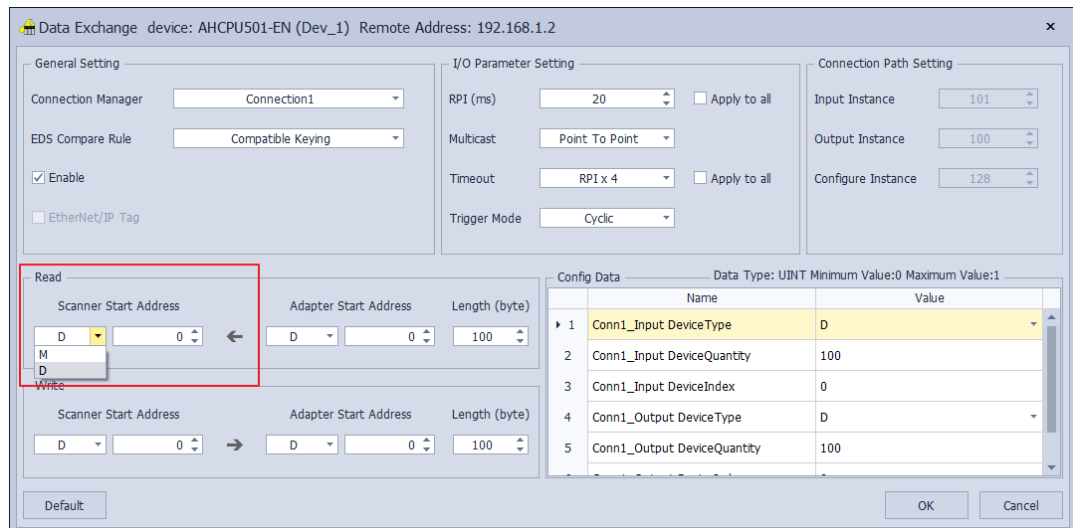 Data Exchange device: AHCPU501-EN (Dev_1) Remote Address: 192.168.1.2
General Setting
Connection Manager Connection1
EDS Compare Rule Compatible Keying
Enable
EtherNet/IP Tag
I/O Parameter Setting
RPI (ms) 20 Apply to all
Multicast Point To Point
Timeout RPI x 4 Apply to all
Trigger Mode Cyclic
Connection Path Setting
Input Instance 101
Output Instance 100
Configure Instance 128
Read
Scanner Start Address Adapter Start Address Length (byte)
D 0 D 0 100
M
D
Write
Scanner Start Address Adapter Start Address Length (byte)
D 0 D 0 100
Config Data Data Type: UINT Minimum Value:0 Maximum Value:1
Name Value
1 Conn1_Input DeviceType D
2 Conn1_Input DeviceQuantity 100
3 Conn1_Input DeviceIndex 0
4 Conn1_Output DeviceType D
5 Conn1_Output DeviceQuantity 100
Default OK Cancel